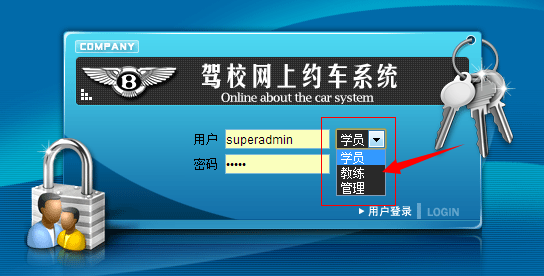 COMPANY
B
驾校网上约车系统
Online about the car system
用户 superadmin 学员
学员
密码 •••••
教练
管理
用户登录 LOGIN